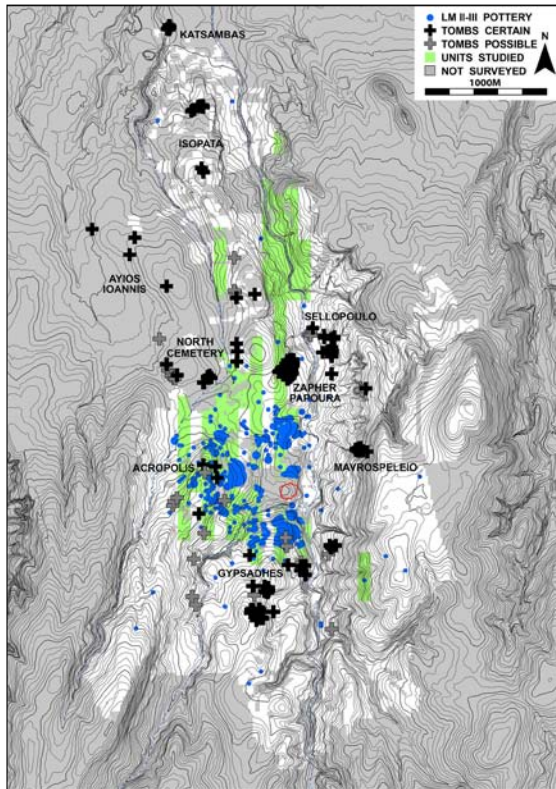 LM II-III POTTERY
TOMBS CERTAIN
TOMBS POSSIBLE
UNITS STUDIED
NOT SURVEYED
N
1000M
KATSAMBAS
ISOPATA
AYIOS
IOANNIS
SELLOPOULO
NORTH
CEMETERY
ZAPHER
PAPOURA
ACROPOLIS
MAVROSPELEIO
GYPSADHES